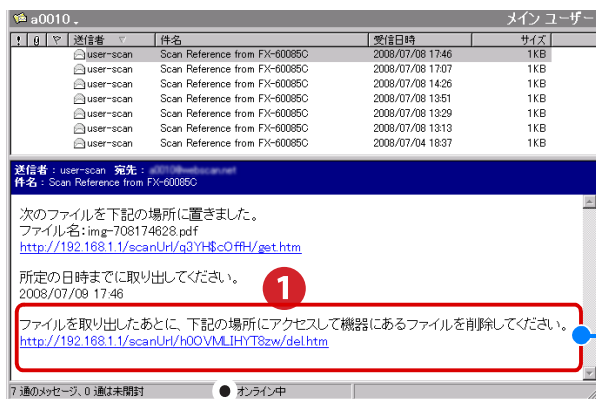 a0010 . メイン ユーザー
! 送信者 件名 受信日時 サイズ
user-scan Scan Reference from FX-60085C 2008/07/08 17:46 1KB
user-scan Scan Reference from FX-60085C 2008/07/08 17:07 1KB
user-scan Scan Reference from FX-60085C 2008/07/08 14:26 1KB
user-scan Scan Reference from FX-60085C 2008/07/08 13:51 1KB
user-scan Scan Reference from FX-60085C 2008/07/08 13:29 1KB
user-scan Scan Reference from FX-60085C 2008/07/08 13:13 1KB
user-scan Scan Reference from FX-60085C 2008/07/04 18:37 1KB
送信者 : user-scan 宛先 :
件名 : Scan Reference from FX-60085C
次のファイルを下記の場所に置きました。
ファイル名: img-708174628.pdf
http://192.168.1.1/scanUrl/q3YH$cOffH/get.htm
所定の日時までに取り出してください。
2008/07/09 17:46
1
ファイルを取り出したあとに、下記の場所にアクセスして機器にあるファイルを削除してください。
http://192.168.1.1/scanUrl/h0OVMLIHYT8zw/del.htm
7 通のメッセージ、0 通は未開封 オンライン中